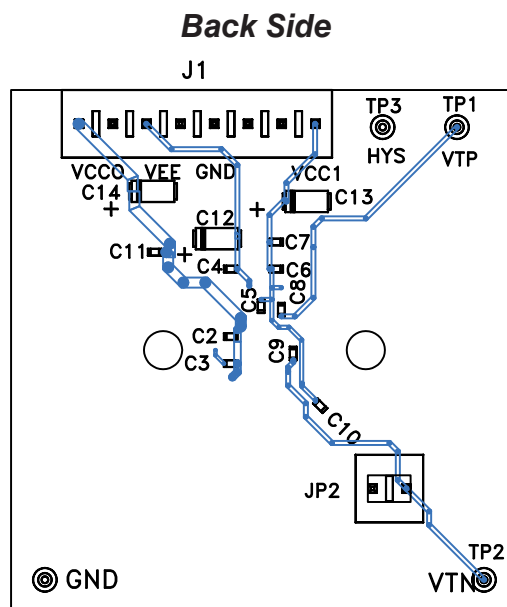 Back Side
J1
TP3
TP1
HYS
VTP
VCCO VEE GND VCC1
C14
C13
+
+
C12
C7
C11
+
C4
C6
C8
C5
C2
C9
C3
C10
JP2
TP2
GND
VTN